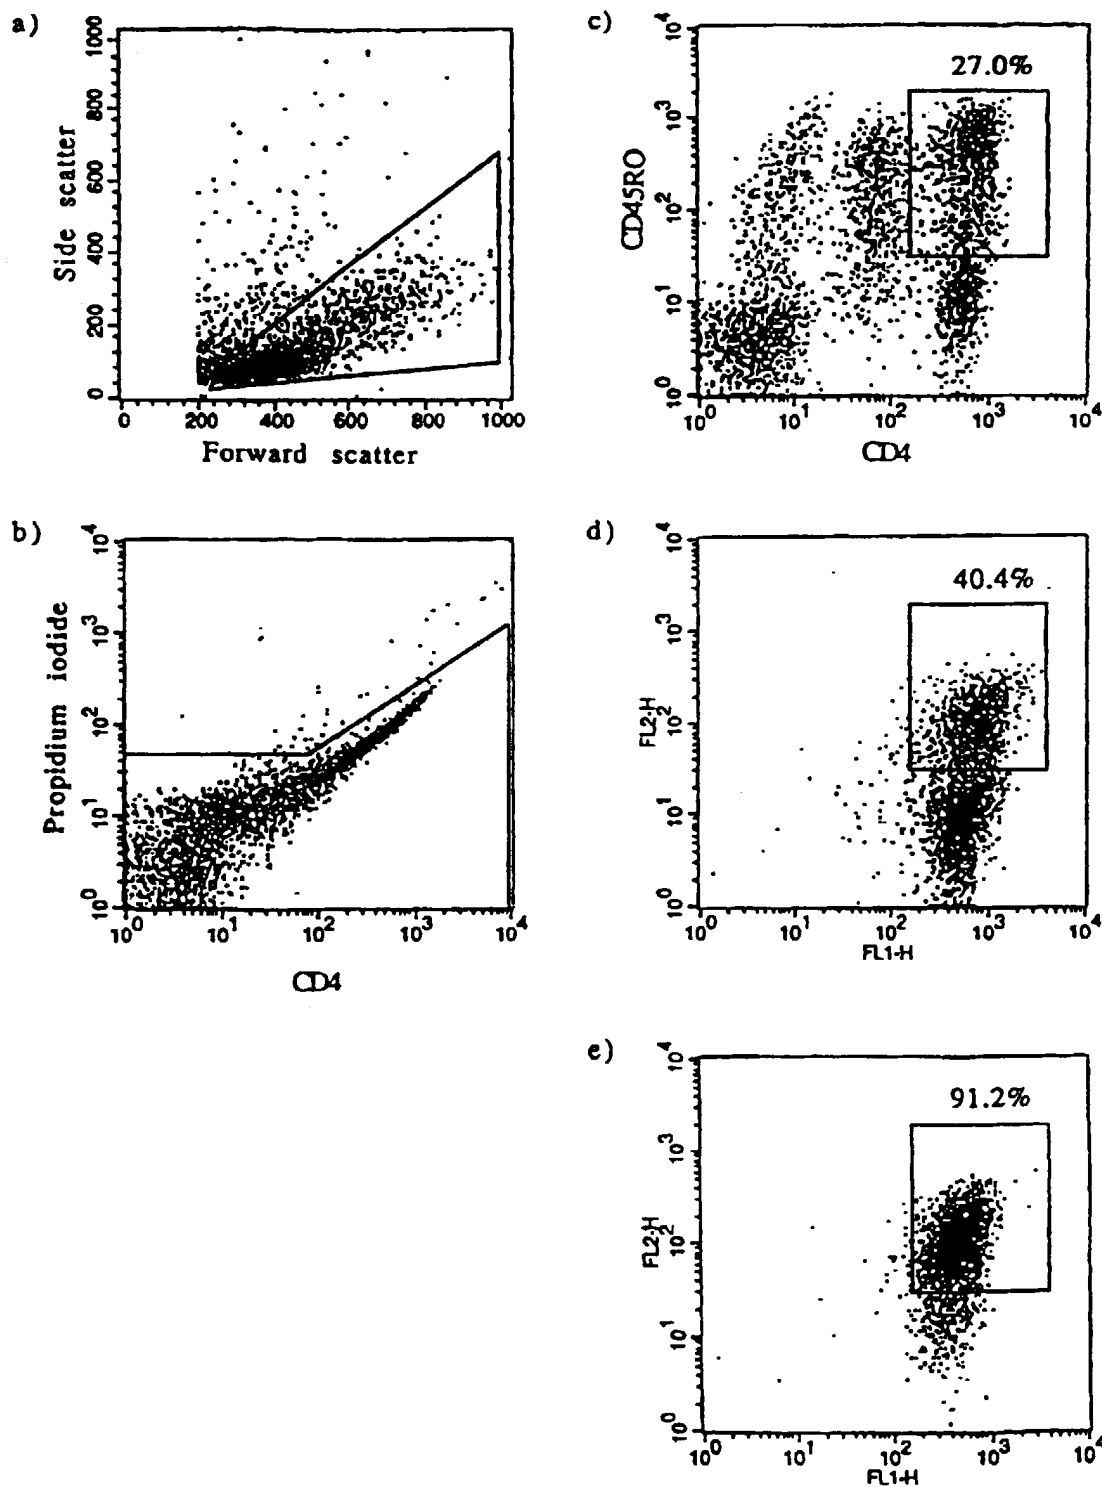 a)
Side scatter
1000
800
600
400
200
0
0 200 400 600 800 1000
Forward scatter
b)
Propidium iodide
10^4
10^3
10^2
10^1
10^0
10^0 10^1 10^2 10^3 10^4
CD4
c)
27.0%
CD45RO
10^4
10^3
10^2
10^1
10^0
10^0 10^1 10^2 10^3 10^4
CD4
d)
40.4%
FL2-H
10^4
10^3
10^2
10^1
10^0
10^0 10^1 10^2 10^3 10^4
FL1-H
e)
91.2%
FL2-H
10^4
10^3
10^2
10^1
10^0
10^0 10^1 10^2 10^3 10^4
FL1-H